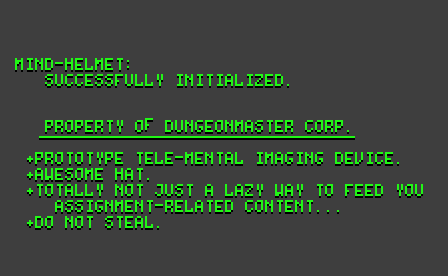 MIND-HELMET:
SUCCESSFULLY INITIALIZED.
PROPERTY OF DUNGEONMASTER CORP.
+PROTOTYPE TELE-MENTAL IMAGING DEVICE.
+AWESOME HAT.
+TOTALLY NOT JUST A LAZY WAY TO FEED YOU
ASSIGNMENT-RELATED CONTENT...
+DO NOT STEAL.